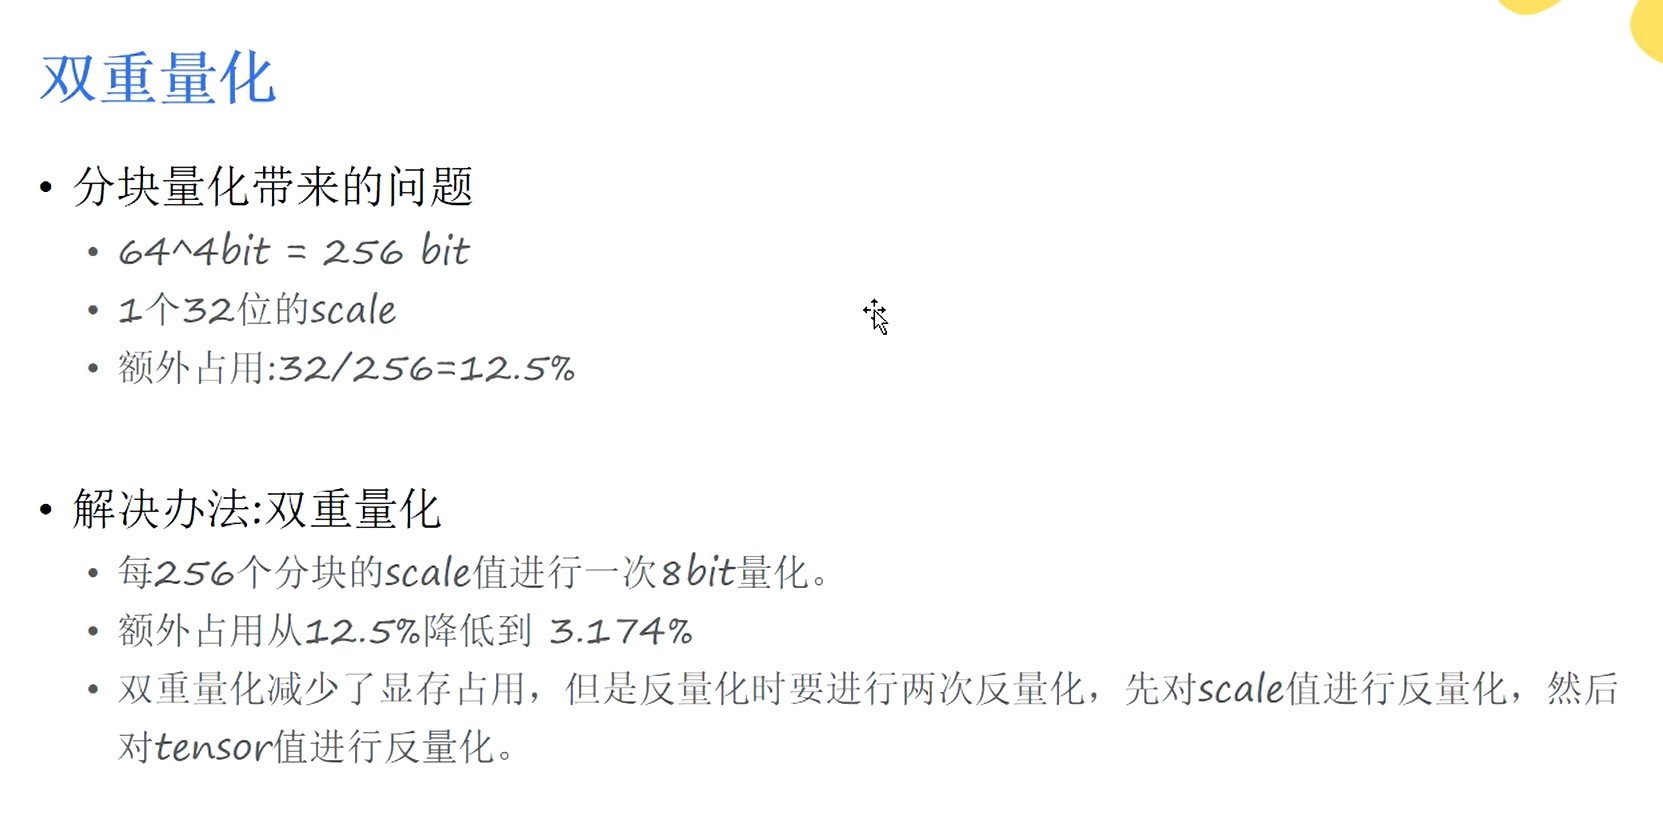 双重量化
• 分块量化带来的问题
• 64^4bit = 256 bit
• 1个32位的scale
• 额外占用:32/256=12.5%
• 解决办法:双重量化
• 每256个分块的scale值进行一次8bit量化。
• 额外占用从12.5%降低到 3.174%
• 双重量化减少了显存占用，但是反量化时要进行两次反量化，先对scale值进行反量化，然后
对tensor值进行反量化。